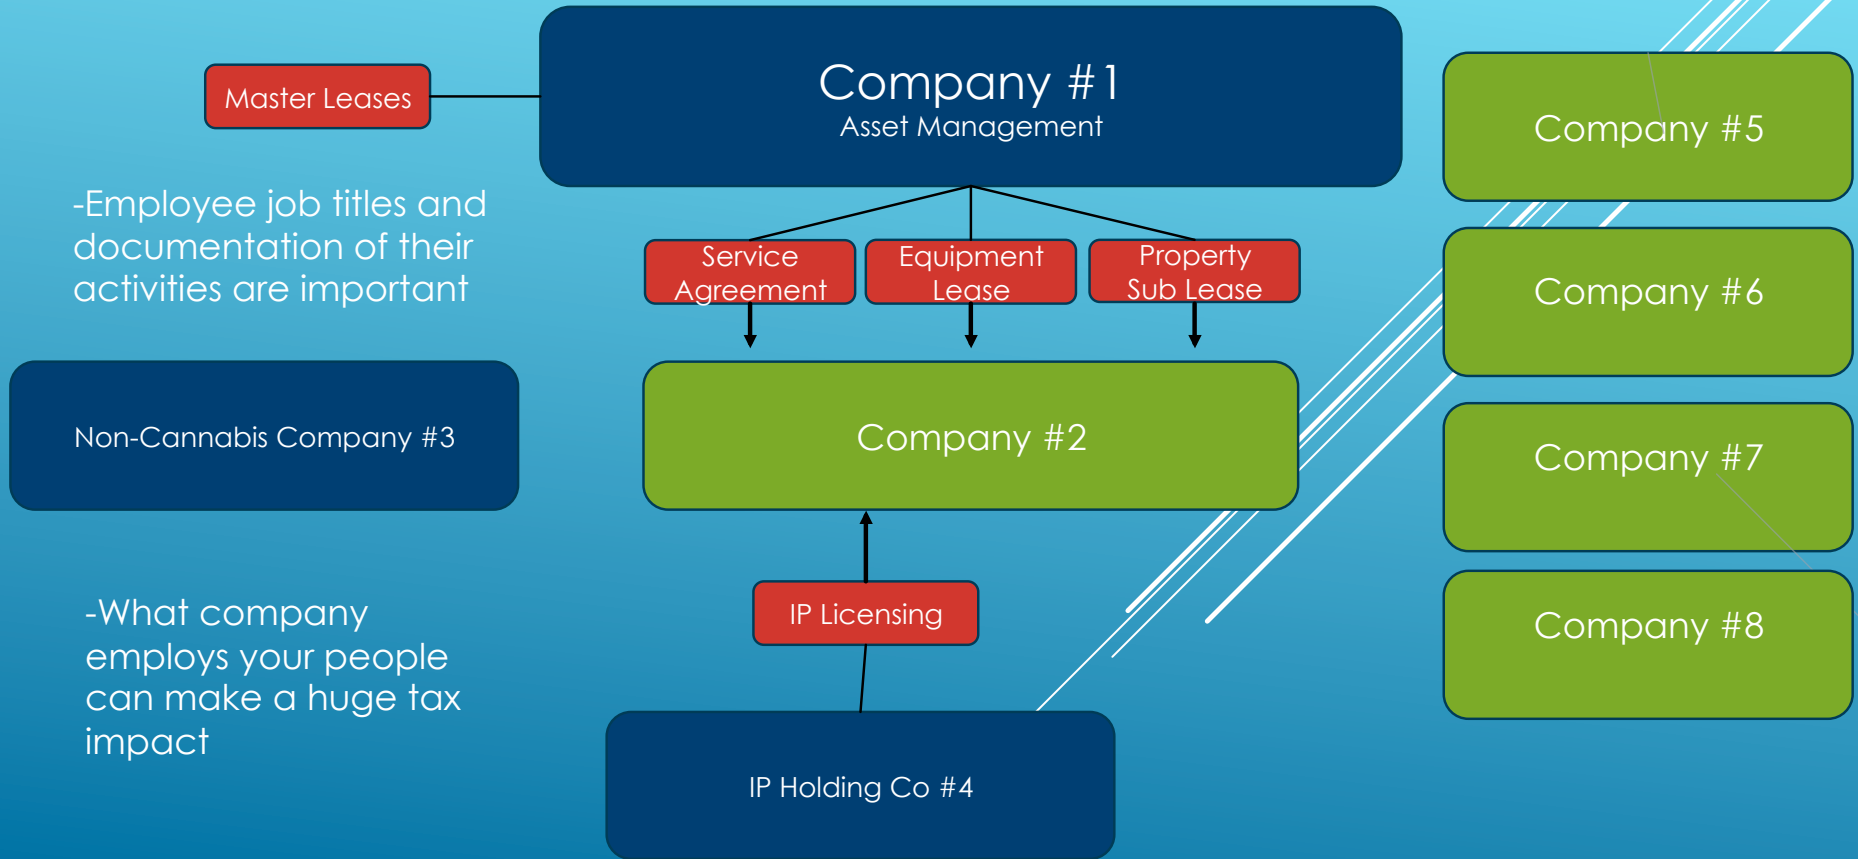 Company #1
Asset Management
Master Leases
-Employee job titles and
documentation of their
activities are important
Service
Agreement
Equipment
Lease
Property
Sub Lease
Non-Cannabis Company #3
Company #2
IP Licensing
-What company
employs your people
can make a huge tax
impact
IP Holding Co #4
Company #5
Company #6
Company #7
Company #8